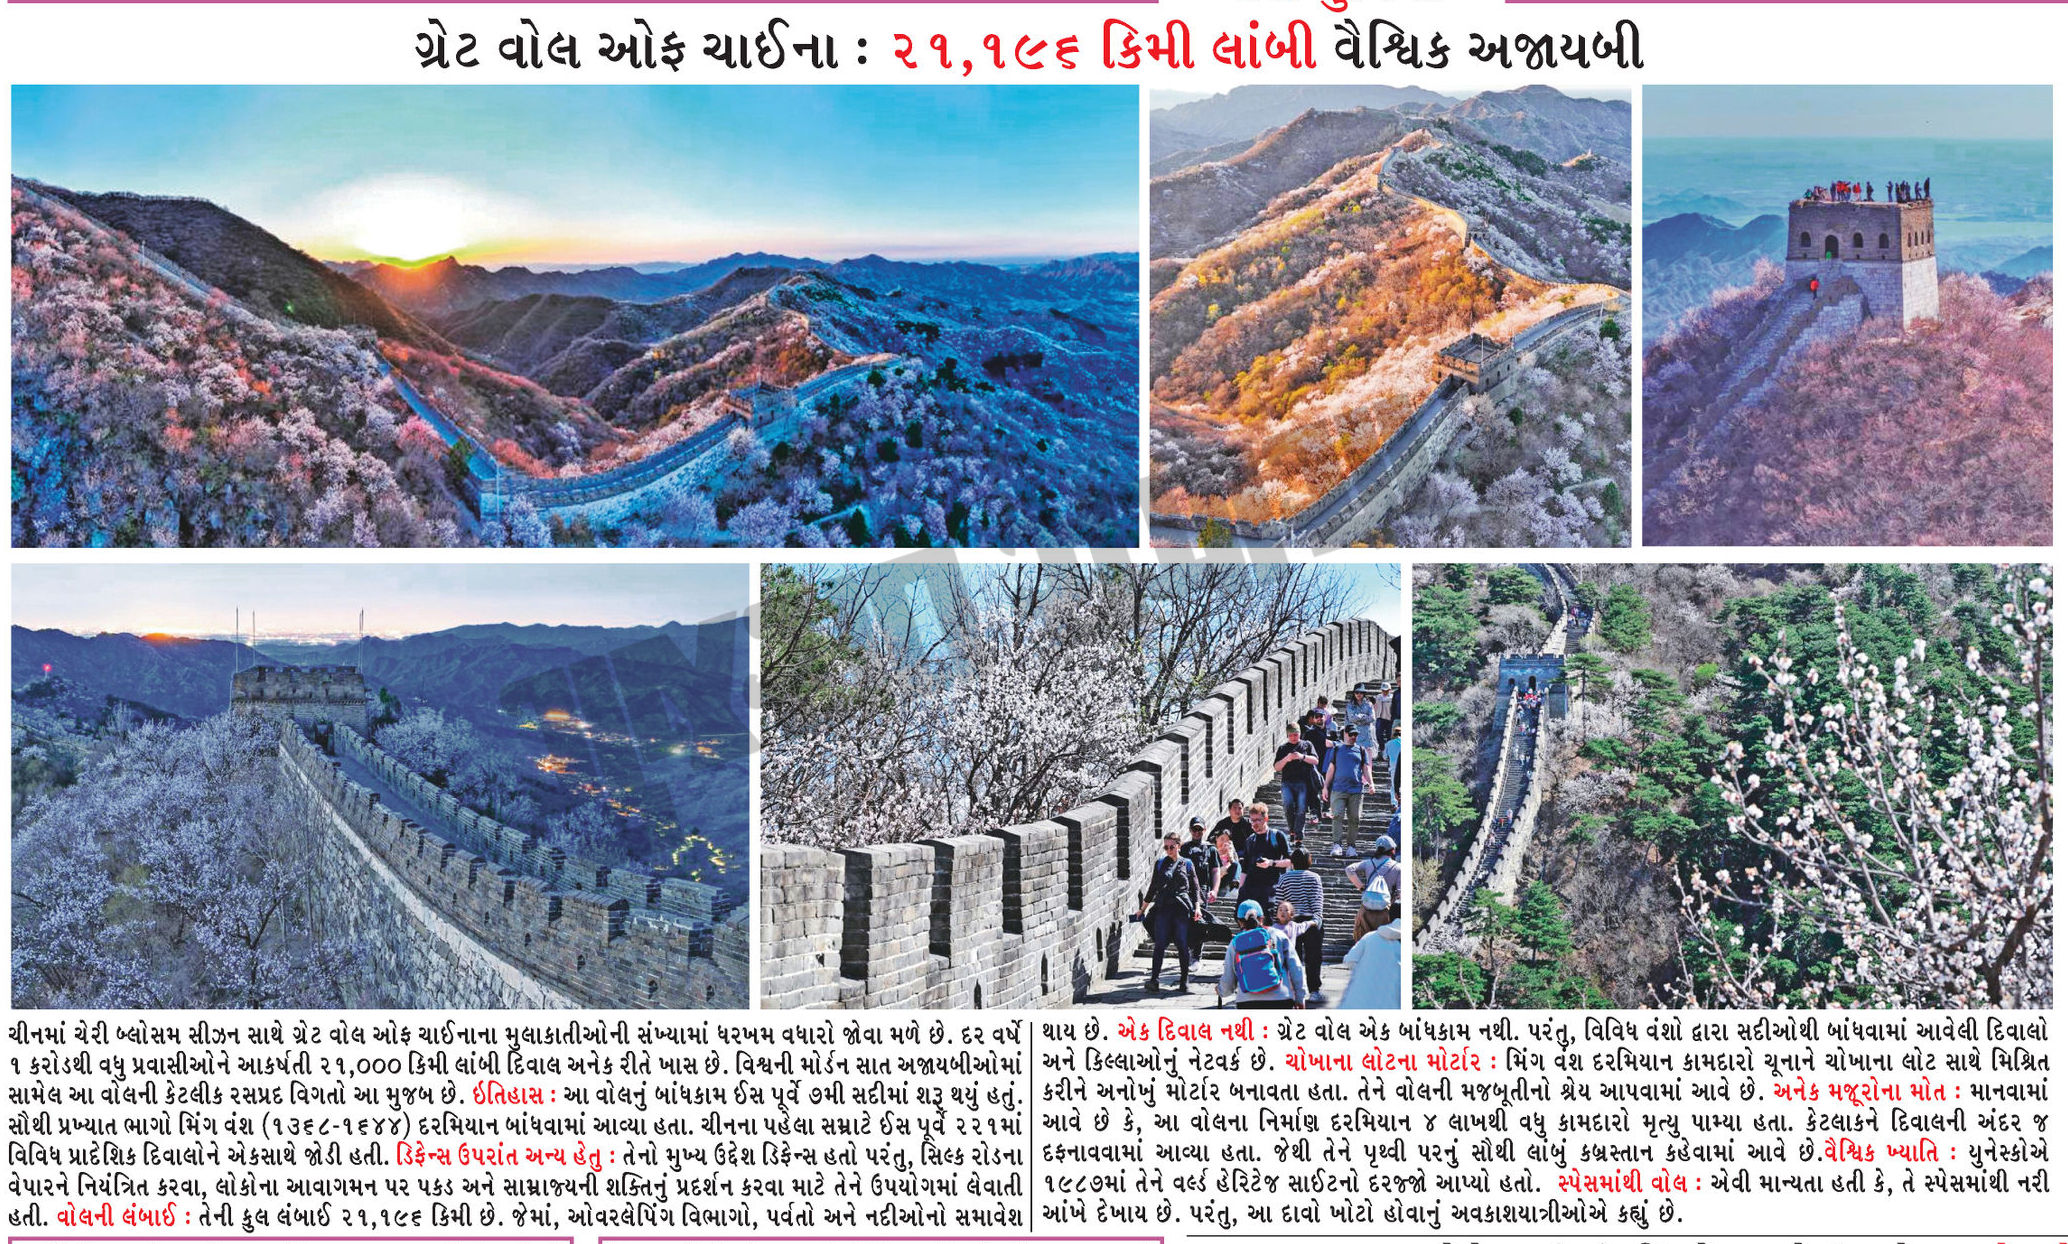 ગ્રેટ વોલ ઓફ ચાઈના : ૨૧,૧૯૬ કિમી લાંબી વૈશ્વિક અજાયબી
ચીનમાં ચેરી બ્લોસમ સીઝન સાથે ગ્રેટ વોલ ઓફ ચાઈનાના મુલાકાતીઓની સંખ્યામાં ધરખમ વધારો જોવા મળે છે. દર વર્ષે
૧ કરોડથી વધુ પ્રવાસીઓને આકર્ષતી ૨૧,૦૦૦ કિમી લાંબી દિવાલ અનેક રીતે ખાસ છે. વિશ્વની મોર્ડન સાત અજાયબીઓમાં
સામેલ આ વોલની કેટલીક રસપ્રદ વિગતો આ મુજબ છે. ઇતિહાસ : આ વોલનું બાંધકામ ઈસ પૂર્વે ૭મી સદીમાં શરૂ થયું હતું.
સૌથી પ્રખ્યાત ભાગો મિંગ વંશ (૧૩૬૮-૧૬૪૪) દરમિયાન બાંધવામાં આવ્યા હતા. ચીનના પહેલા સમ્રાટે ઈસ પૂર્વે ૨૨૧માં
વિવિધ પ્રાદેશિક દિવાલોને એકસાથે જોડી હતી. ડિફેન્સ ઉપરાંત અન્ય હેતુ : તેનો મુખ્ય ઉદ્દેશ ડિફેન્સ હતો પરંતુ, સિલ્ક રોડના
વેપારને નિયંત્રિત કરવા, લોકોના આવાગમન પર પકડ અને સામ્રાજ્યની શક્તિનું પ્રદર્શન કરવા માટે તેને ઉપયોગમાં લેવાતી
હતી. વોલની લંબાઈ : તેની કુલ લંબાઈ ૨૧,૧૯૬ કિમી છે. જેમાં, ઓવરલેપિંગ વિભાગો, પર્વતો અને નદીઓનો સમાવેશ
થાય છે. એક દિવાલ નથી : ગ્રેટ વોલ એક બાંધકામ નથી. પરંતુ, વિવિધ વંશો દ્વારા સદીઓથી બાંધવામાં આવેલી દિવાલો
અને કિલ્લાઓનું નેટવર્ક છે. ચોખાના લોટના મોર્ટાર : મિંગ વંશ દરમિયાન કામદારો ચૂનાને ચોખાના લોટ સાથે મિશ્રિત
કરીને અનોખું મોર્ટાર બનાવતા હતા. તેને વોલની મજબૂતીનો શ્રેય આપવામાં આવે છે. અનેક મજૂરોના મોત : માનવામાં
આવે છે કે, આ વોલના નિર્માણ દરમિયાન ૪ લાખથી વધુ કામદારો મૃત્યુ પામ્યા હતા. કેટલાકને દિવાલની અંદર જ
દફનાવવામાં આવ્યા હતા. જેથી તેને પૃથ્વી પરનું સૌથી લાંબું કબ્રસ્તાન કહેવામાં આવે છે.વૈશ્વિક ખ્યાતિ : યુનેસ્કોએ
૧૯૮૭માં તેને વર્લ્ડ હેરિટેજ સાઈટનો દરજ્જો આપ્યો હતો. સ્પેસમાંથી વોલ : એવી માન્યતા હતી કે, તે સ્પેસમાંથી નરી
આંખે દેખાય છે. પરંતુ, આ દાવો ખોટો હોવાનું અવકાશયાત્રીઓએ કહ્યું છે.